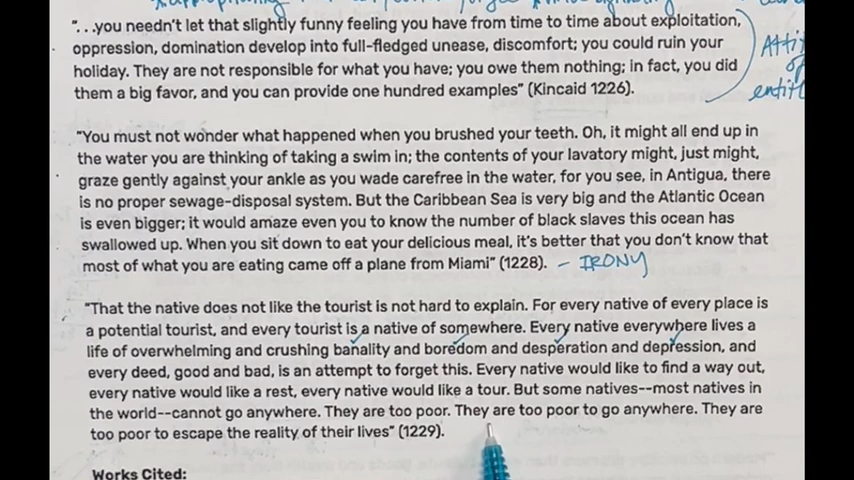 ". . .you needn't let that slightly funny feeling you have from time to time about exploitation,
oppression, domination develop into full-fledged unease, discomfort; you could ruin your
holiday. They are not responsible for what you have; you owe them nothing; in fact, you did
them a big favor, and you can provide one hundred examples" (Kincaid 1226).
"You must not wonder what happened when you brushed your teeth. Oh, it might all end up in
the water you are thinking of taking a swim in; the contents of your lavatory might, just might,
graze gently against your ankle as you wade carefree in the water, for you see, in Antigua, there
is no proper sewage-disposal system. But the Caribbean Sea is very big and the Atlantic Ocean
is even bigger; it would amaze even you to know the number of black slaves this ocean has
swallowed up. When you sit down to eat your delicious meal, it's better that you don't know that
most of what you are eating came off a plane from Miami" (1228). – IRONY
"That the native does not like the tourist is not hard to explain. For every native of every place is
a potential tourist, and every tourist is a native of somewhere. Every native everywhere lives a
life of overwhelming and crushing banality and boredom and desperation and depression, and
every deed, good and bad, is an attempt to forget this. Every native would like to find a way out,
every native would like a rest, every native would like a tour. But some natives--most natives in
the world--cannot go anywhere. They are too poor. They are too poor to go anywhere. They are
too poor to escape the reality of their lives" (1229).
Works Cited:
Atti
of
entitl